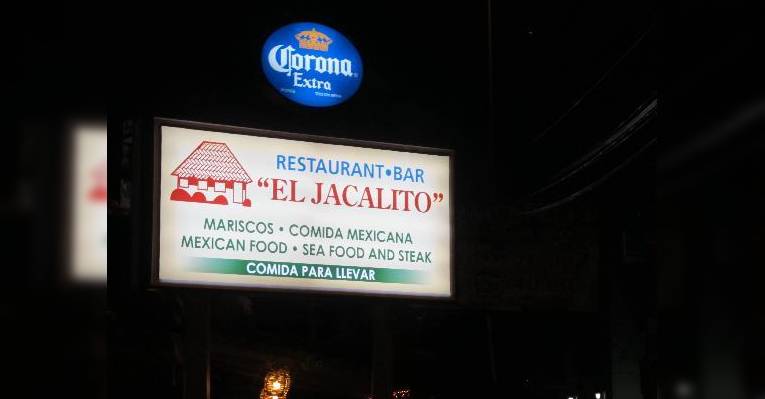 Corona
Extra
RESTAURANT•BAR
“EL JACALITO”
MARISCOS • COMIDA MEXICANA
MEXICAN FOOD • SEA FOOD AND STEAK
COMIDA PARA LLEVAR